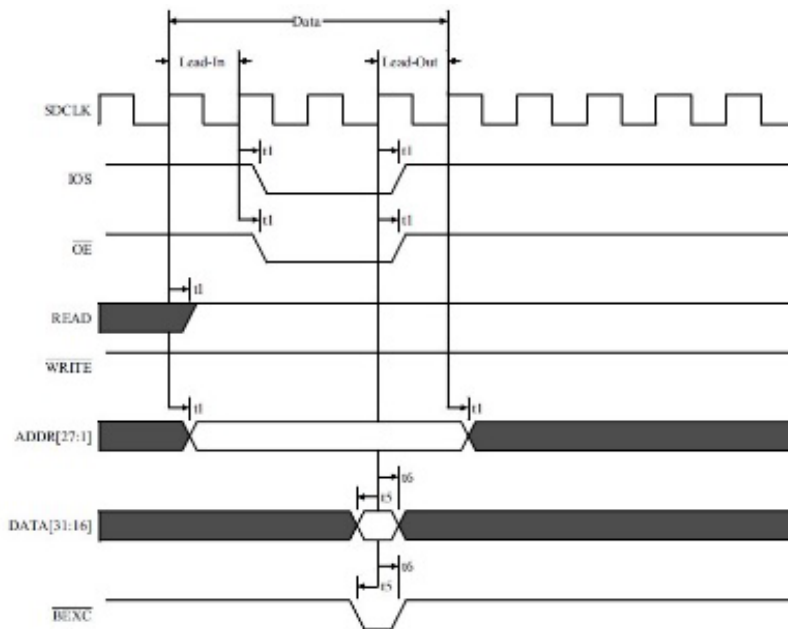 Data
Lead-In Lead-Out
SDCLK
t1 t1
IOS
t1 t1
OE
t1
READ
WRITE
t1 t1
ADDR[27:1]
t6
t5
DATA[31:16]
t6
t5
BEXC